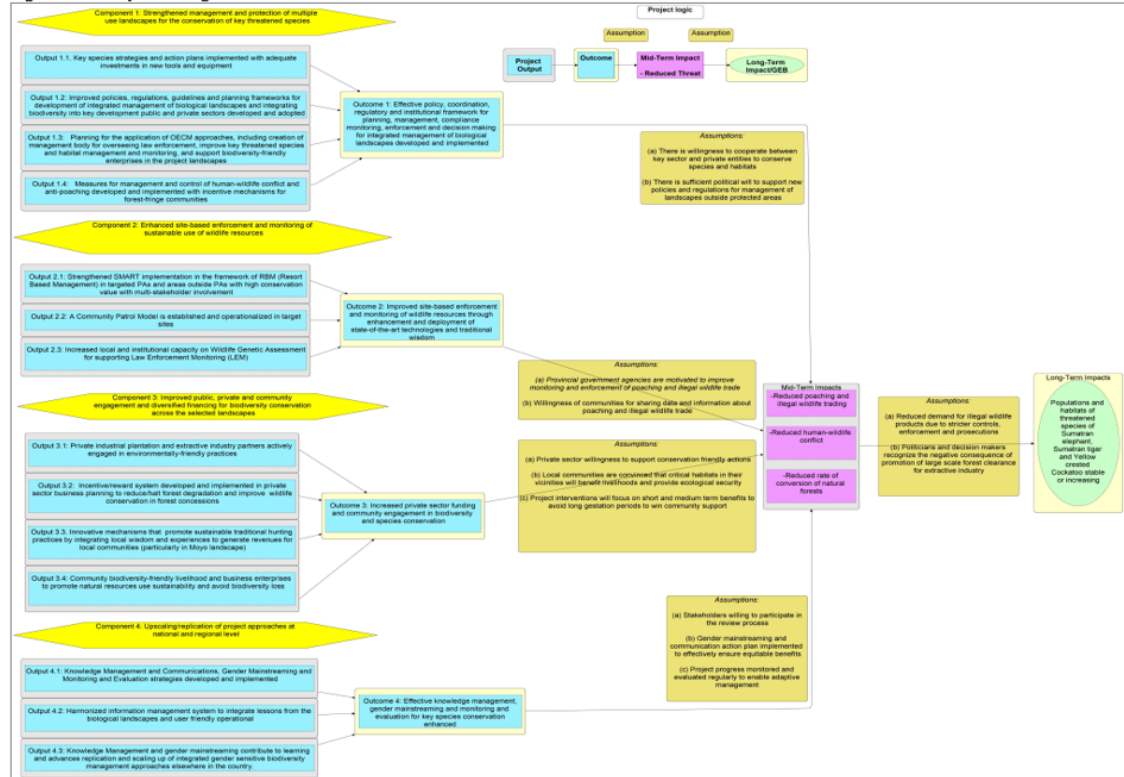 Component 1: Strengthened management and protection of multiple
use landscapes for the conservation of key threatened species
Project logic
Assumption
Assumption
Project
Output
Outcome
Mid-Term Impact
- Reduced Threat
Long-Term
Impact/GEB
Output 1.1. Key species strategies and action plans implemented with adequate
investments in new tools and equipment
Output 1.2: Improved policies, regulations, guidelines and planning frameworks for
development of integrated management of biological landscapes and integrating
biodiversity into key development public and private sectors developed and adopted
Output 1.3: Planning for the application of OECM approaches, including creation of
management body for overseeing law enforcement, improve key threatened species
and habitat management and monitoring, and support biodiversity-friendly
enterprises in the project landscapes
Output 1.4: Measures for management and control of human-wildlife conflict and
anti-poaching developed and implemented with incentive mechanisms for
forest-fringe communities
Outcome 1: Effective policy, coordination,
regulatory and institutional framework for
planning, management, compliance
monitoring, enforcement and decision making
for integrated management of biological
landscapes developed and implemented
Assumptions:
(a) There is willingness to cooperate between
key sector and private entities to conserve
species and habitats
(b) There is sufficient political will to support new
policies and regulations for management of
landscapes outside protected areas
Component 2: Enhanced site-based enforcement and monitoring of
sustainable use of wildlife resources
Output 2.1: Strengthened SMART implementation in the framework of RBM (Resort
Based Management) in targeted PAs and areas outside PAs with high conservation
value with multi-stakeholder involvement
Output 2.2: A Community Patrol Model is established and operationalized in target
sites
Output 2.3: Increased local and institutional capacity on Wildlife Genetic Assessment
for supporting Law Enforcement Monitoring (LEM)
Outcome 2: Improved site-based enforcement
and monitoring of wildlife resources through
enhancement and deployment of
state-of-the-art technologies and traditional
wisdom
Assumptions:
(a) Provincial government agencies are motivated to improve
monitoring and enforcement of poaching and illegal wildlife trade
(b) Willingness of communities for sharing data and information about
poaching and illegal wildlife trade
Mid-Term Impacts
-Reduced poaching and
illegal wildlife trading
-Reduced human-wildlife
conflict
-Reduced rate of
conversion of natural
forests
Assumptions:
(a) Reduced demand for illegal wildlife
products due to stricter controls,
enforcement and prosecutions
(b) Politicians and decision makers
recognize the negative consequence of
promotion of large scale forest clearance
for extractive industry
Long-Term Impacts
Populations and
habitats of
threatened
species of
Sumatran
elephant,
Sumatran tiger
and Yellow
crested
Cockatoo stable
or increasing
Component 3: Improved public, private and community
engagement and diversified financing for biodiversity conservation
across the selected landscapes
Output 3.1: Private industrial plantation and extractive industry partners actively
engaged in environmentally-friendly practices
Output 3.2: Incentive/reward system developed and implemented in private
sector business planning to reduce/halt forest degradation and improve wildlife
conservation in forest concessions
Output 3.3: Innovative mechanisms that promote sustainable traditional hunting
practices by integrating local wisdom and experiences to generate revenues for
local communities (particularly in Moyo landscape)
Output 3.4: Community biodiversity-friendly livelihood and business enterprises
to promote natural resources use sustainability and avoid biodiversity loss
Outcome 3: Increased private sector funding
and community engagement in biodiversity
and species conservation
Assumptions:
(a) Private sector willingness to support conservation friendly actions
(b) Local communities are convinced that critical habitats in their
vicinities will benefit livelihoods and provide ecological security
(c) Project interventions will focus on short and medium term benefits to
avoid long gestation periods to win community support
Component 4: Upscaling/replication of project approaches at
national and regional level
Output 4.1: Knowledge Management and Communications, Gender Mainstreaming and
Monitoring and Evaluation strategies developed and implemented
Output 4.2: Harmonized information management system to integrate lessons from the
biological landscapes and user friendly operational
Output 4.3: Knowledge Management and gender mainstreaming contribute to learning
and advances replication and scaling up of integrated gender sensitive biodiversity
management approaches elsewhere in the country.
Outcome 4: Effective knowledge management,
gender mainstreaming and monitoring and
evaluation for key species conservation
enhanced
Assumptions:
(a) Stakeholders willing to participate in
the review process
(b) Gender mainstreaming and
communication action plan implemented
to effectively ensure equitable benefits
(c) Project progress monitored and
evaluated regularly to enable adaptive
management